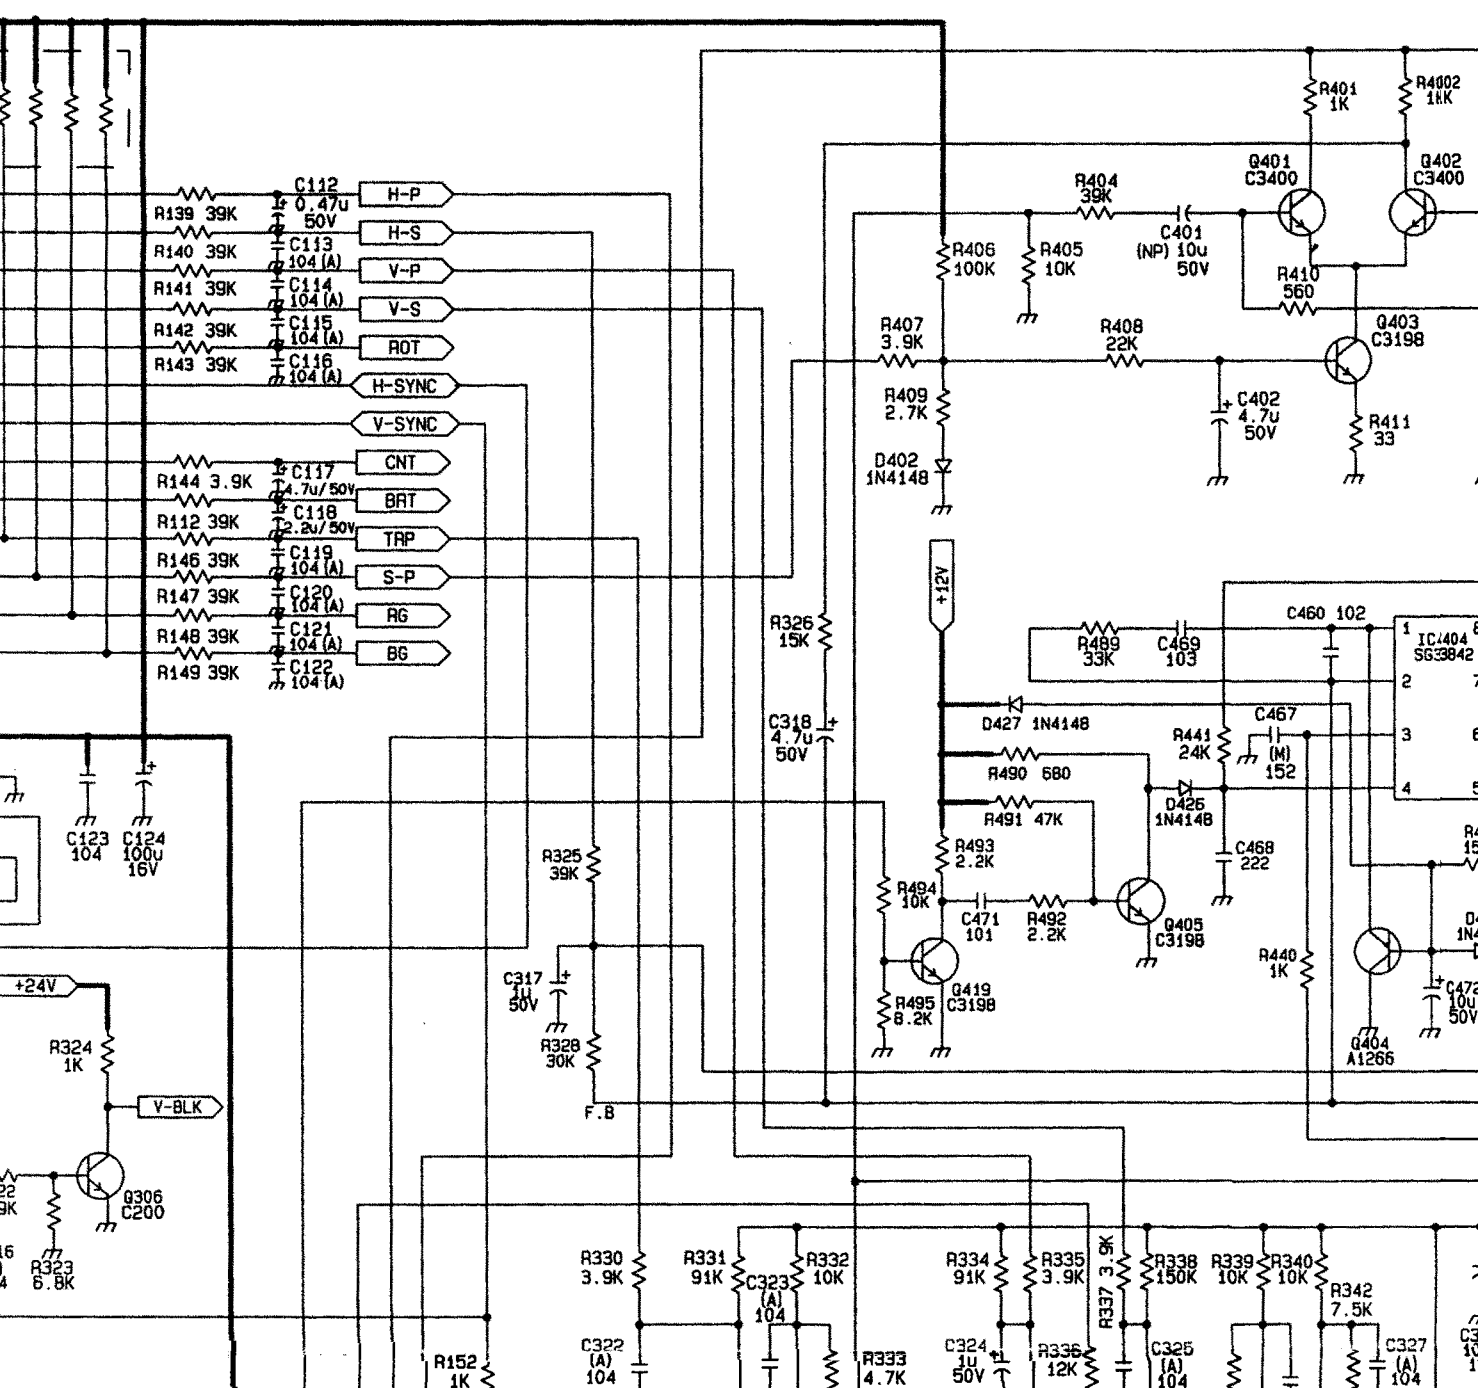 R401
1K
Q401
C3400
Q402
C3400
R404
39K
C401
(NP) 10u
50V
R406
100K
R405
10K
R410
560
Q403
C3198
R407
3.9K
R408
22K
R409
2.7K
C402
4.7u
50V
R411
33
D402
1N4148
C112
0.47u
50V
H-P
R139 39K
H-S
C113
104(A)
R140 39K
V-P
C114
104(A)
R141 39K
V-S
C115
104(A)
R142 39K
ROT
C116
104(A)
R143 39K
H-SYNC
V-SYNC
CNT
C117
4.7u/50V
R144 3.9K
BRT
C118
2.2u/50V
R112 39K
TRP
C119
104(A)
R146 39K
S-P
C120
104(A)
R147 39K
RG
C121
104(A)
R148 39K
BG
C122
104(A)
R149 39K
+12V
R326
15K
C318
4.7u
50V
R489
33K
C469
103
C460 102
1
2
3
4
IC404
SG3842
8
7
6
5
D427 1N4148
R441
24K
C467
(M)
152
R490 680
R491 47K
D426
1N4148
C468
222
R493
2.2K
R494
10K
C471
101
R492
2.2K
Q405
C3198
Q419
C3198
R495
8.2K
R440
1K
C472
10u
50V
Q404
A1266
C123
104
C124
100u
16V
R325
39K
C317
1u
50V
R328
30K
F.B
+24V
R324
1K
V-BLK
Q306
C200
R323
6.8K
R152
1K
R330
3.9K
R331
91K
R332
10K
C323
(A)
104
C322
(A)
104
R333
4.7K
R334
91K
R335
3.9K
R337 3.9K
R338
150K
R339
10K
R340
10K
R342
7.5K
C324
1u
50V
R336
12K
C325
(A)
104
C327
(A)
104